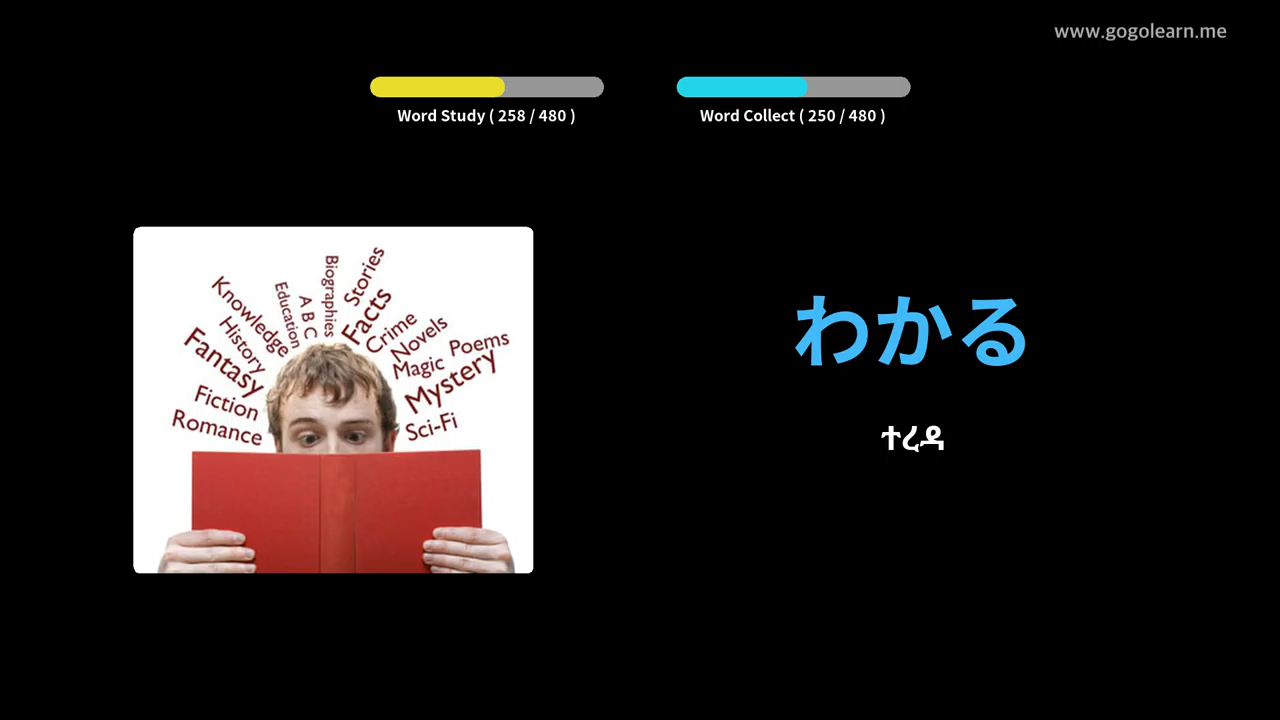 www.gogolearn.me
Word Study ( 258 / 480 )
Word Collect ( 250 / 480 )
Biographies
Stories
Education
A B C
Facts
Knowledge
Crime
History
Novels
Poems
Fantasy
Magic
Mystery
Fiction
Romance
Sci-Fi
わかる
ተረዳ